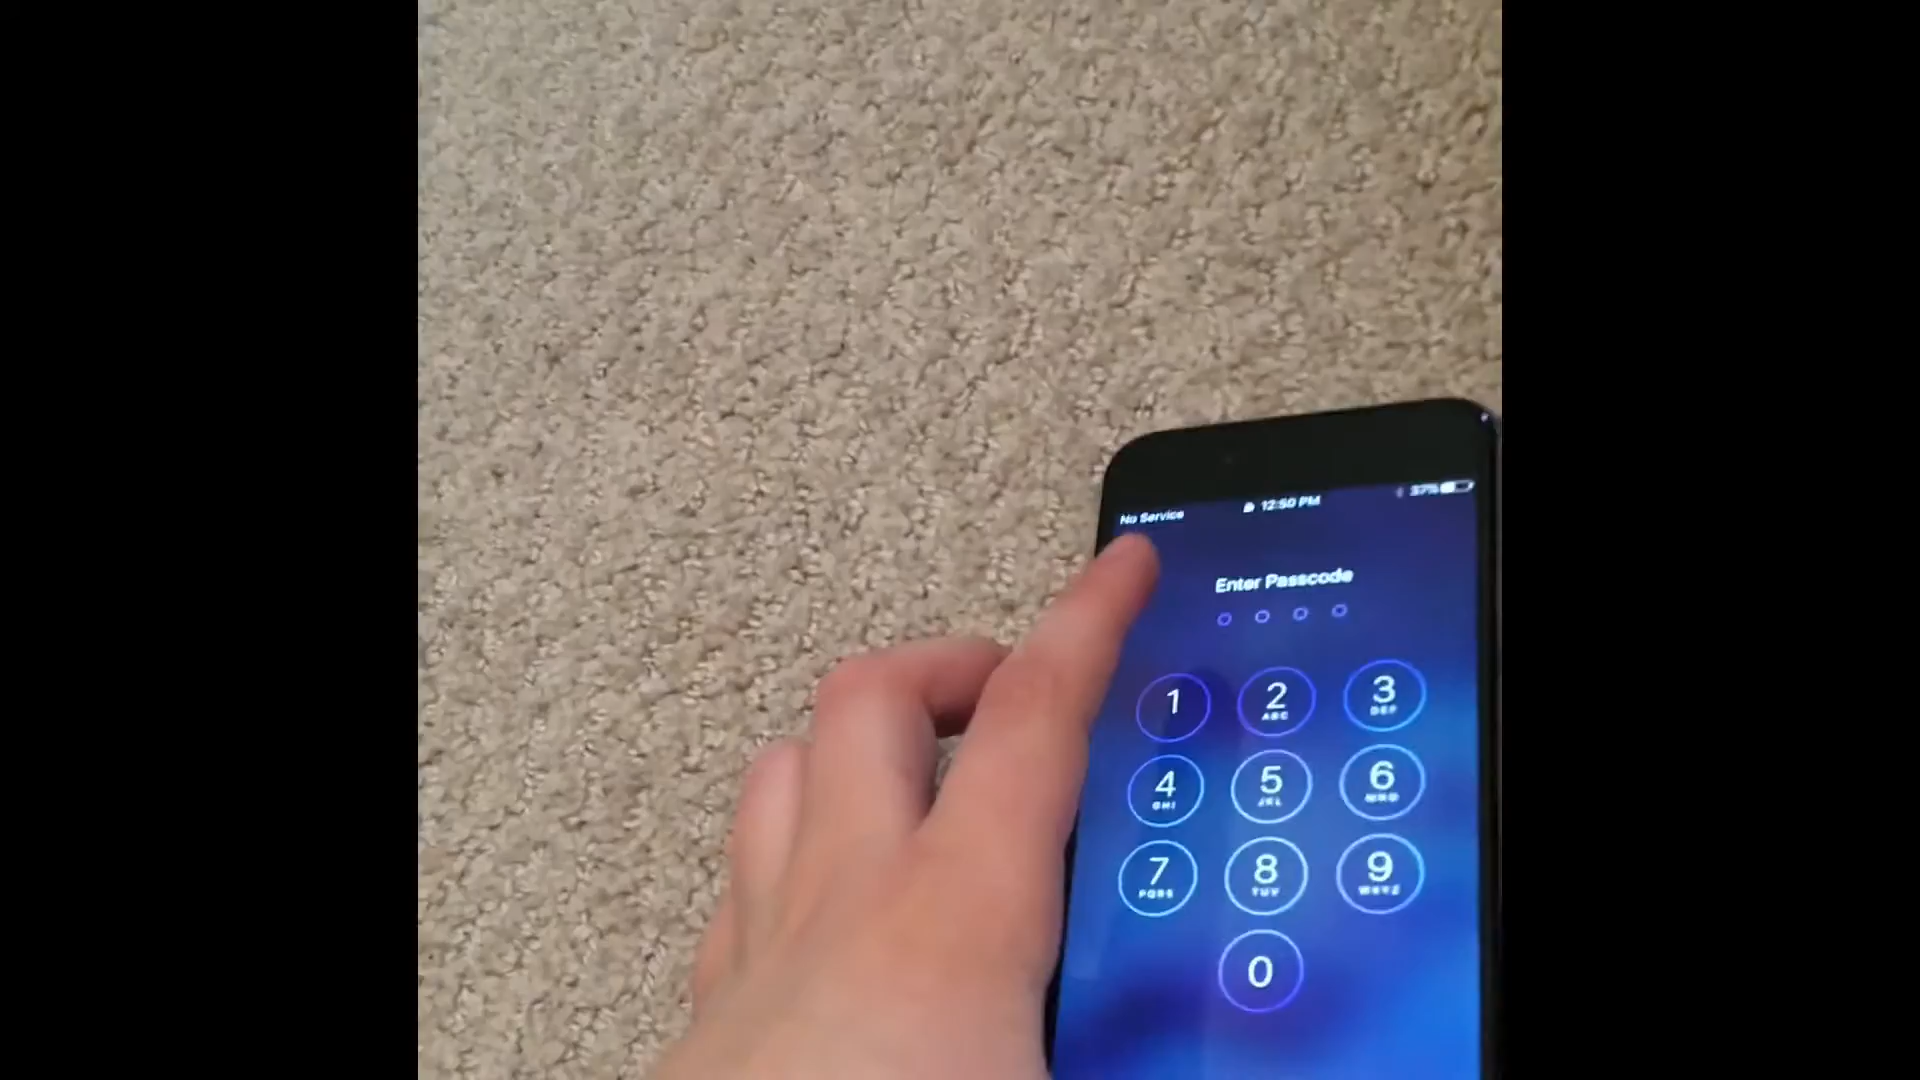 No Service 12:50 PM 37%
Enter Passcode
1 2 3
ABC DEF
4 5 6
GHI JKL MNO
7 8 9
PQRS TUV WXYZ
0